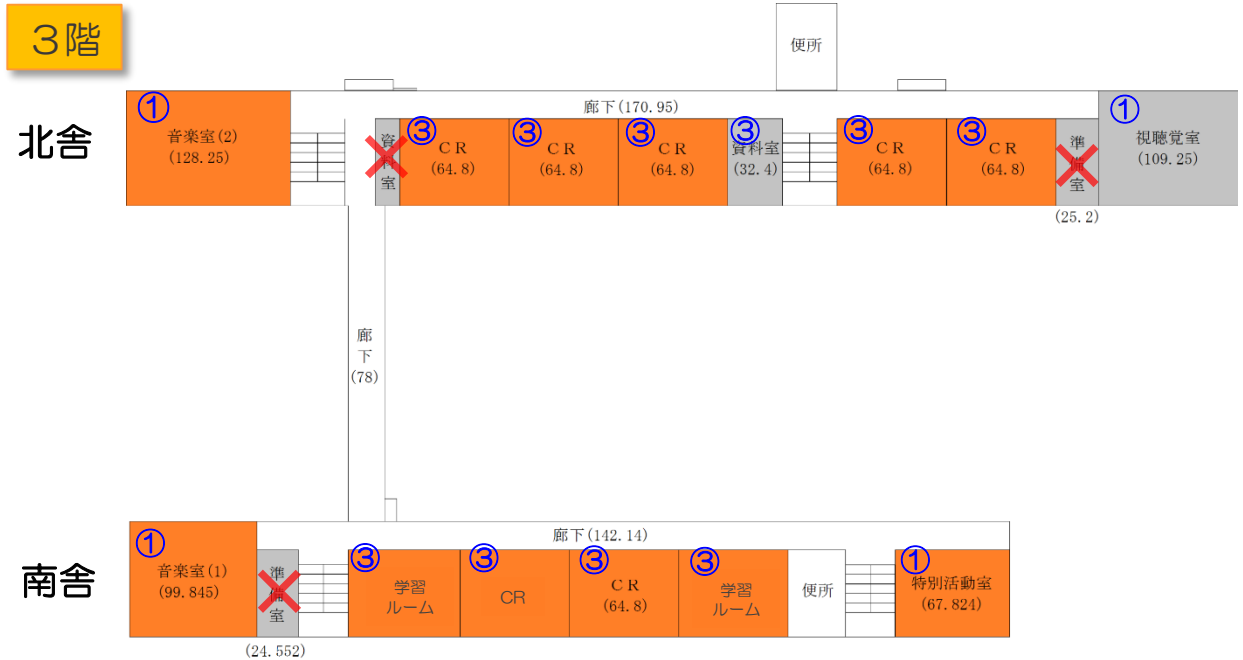 3階
便所
北舎
廊下(170.95)
①
音楽室(2)
(128.25)
資料室
③
CR
(64.8)
③
CR
(64.8)
③
CR
(64.8)
③
資料室
(32.4)
③
CR
(64.8)
③
CR
(64.8)
準備室
(25.2)
①
視聴覚室
(109.25)
廊下
(78)
南舎
廊下(142.14)
①
音楽室(1)
(99.845)
準備室
(24.552)
③
学習
ルーム
③
CR
③
CR
(64.8)
③
学習
ルーム
便所
①
特別活動室
(67.824)